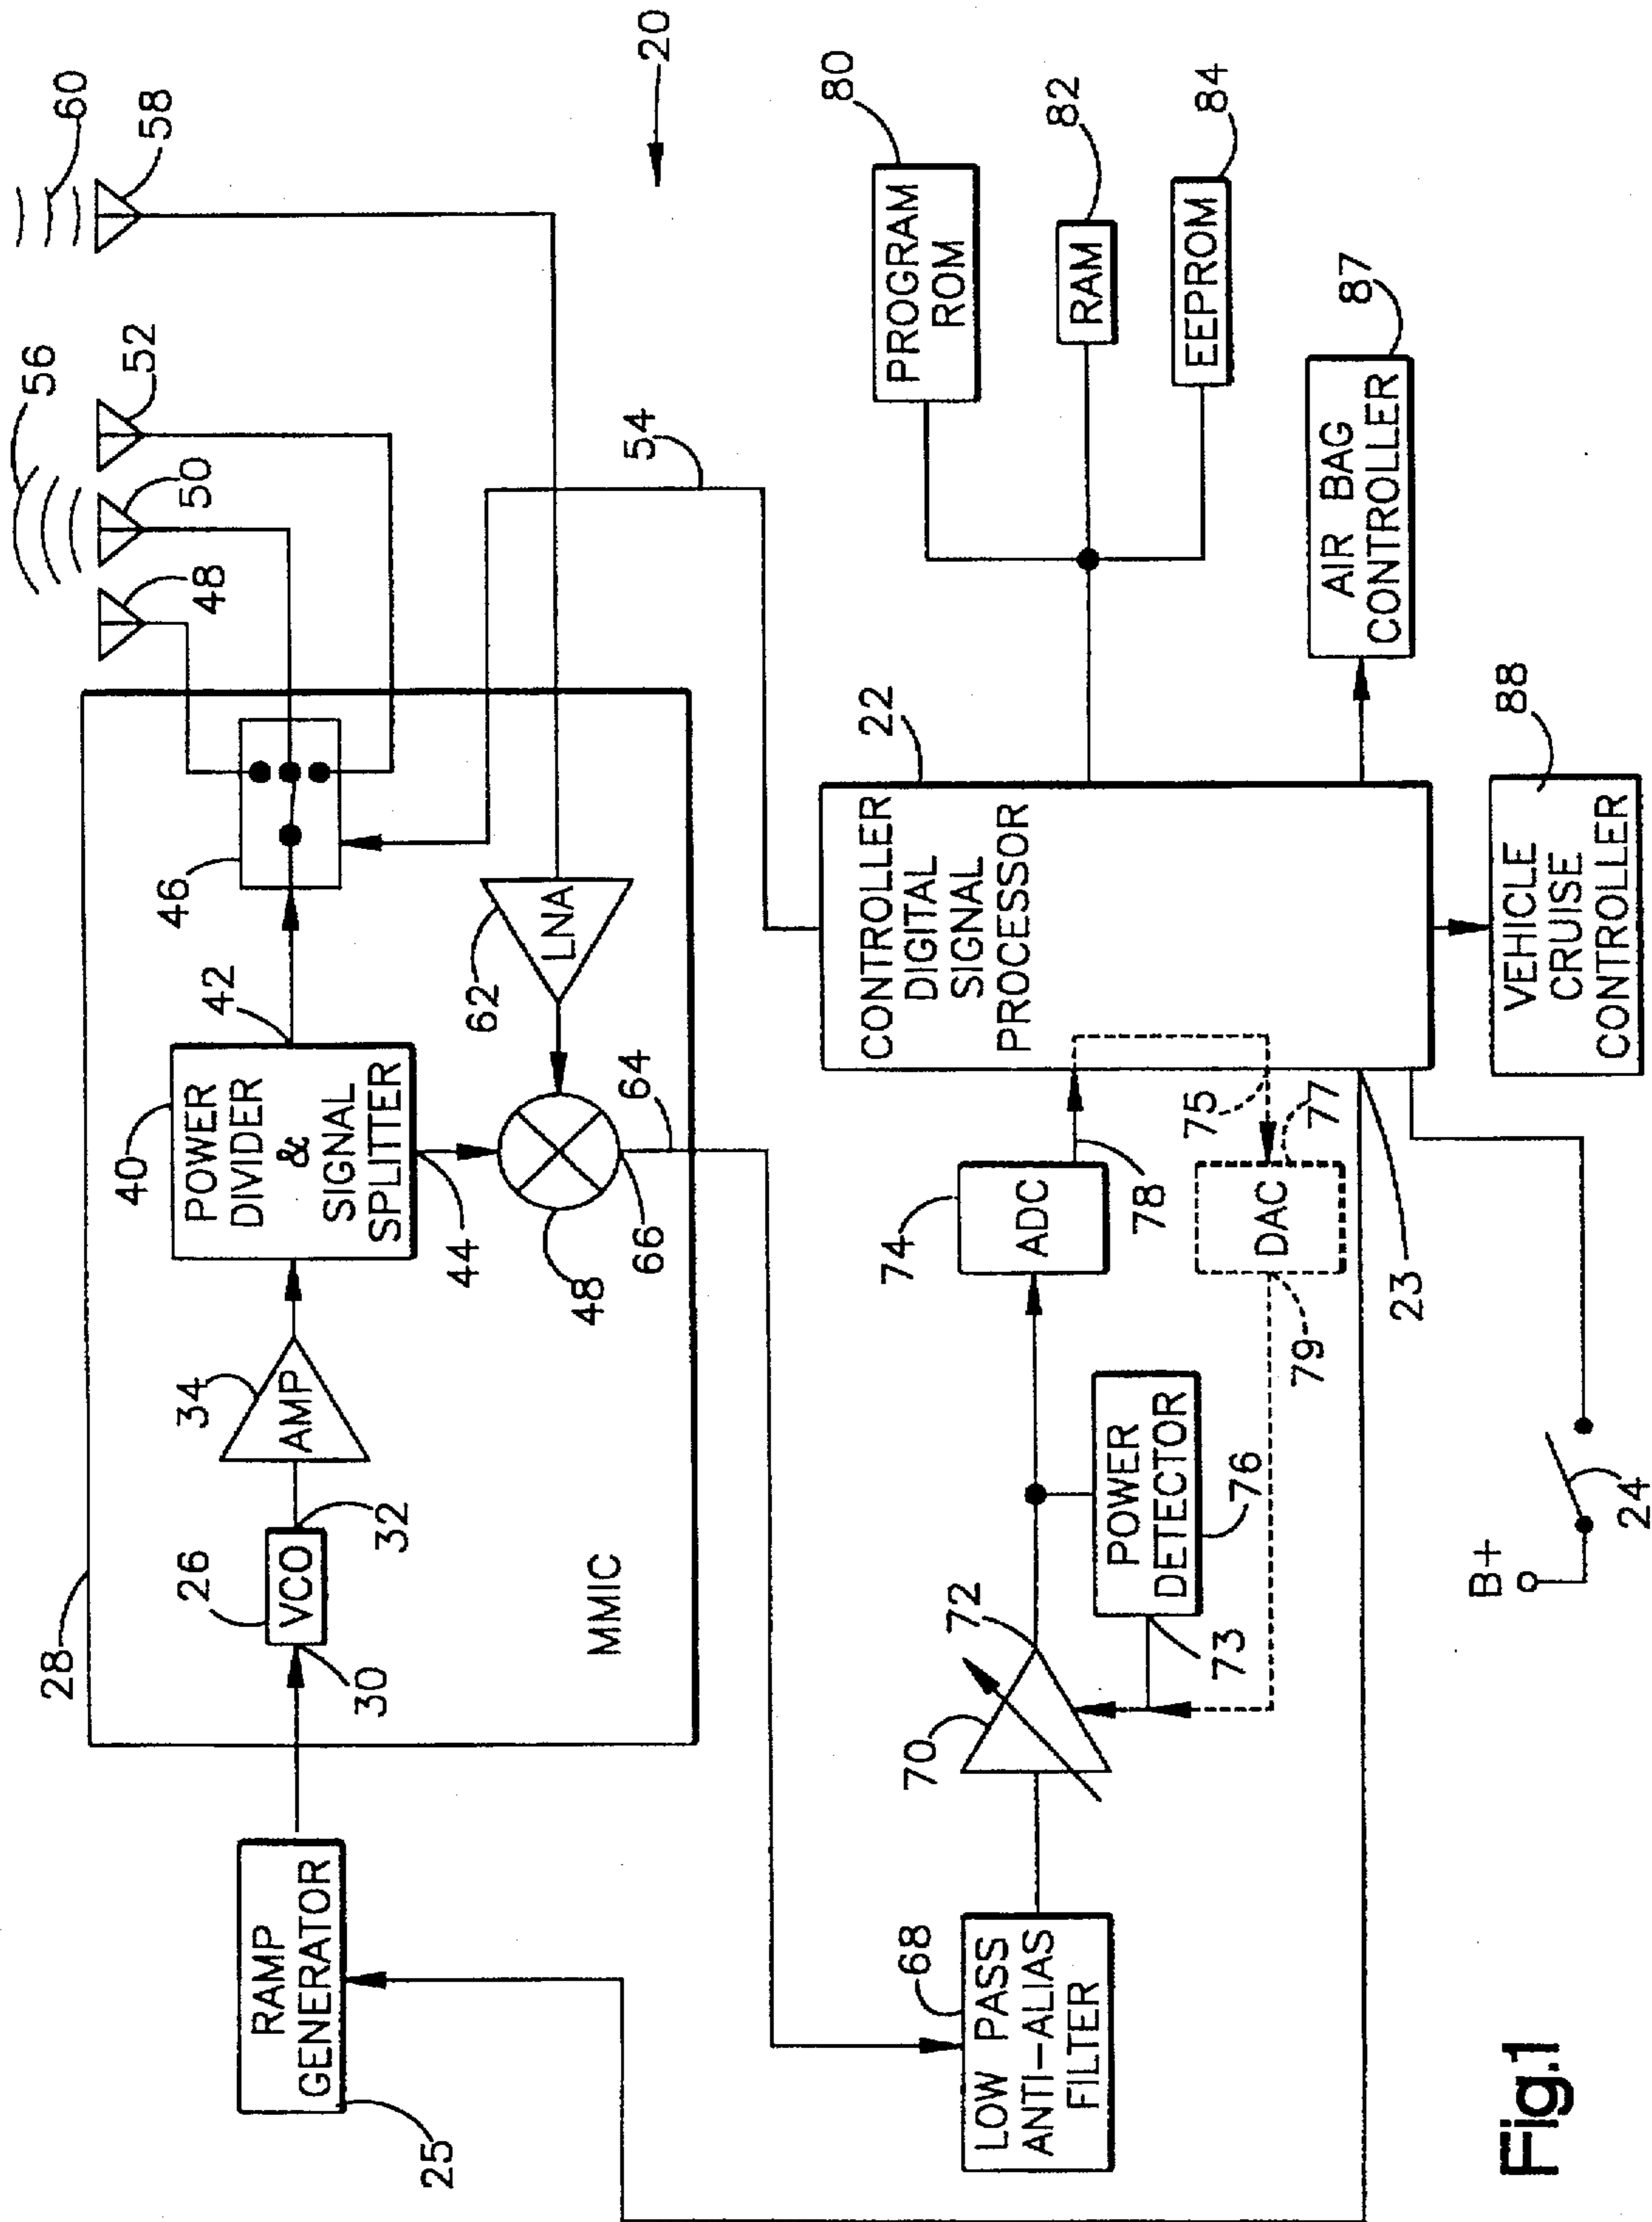 60
58
56
52
50
48
20
28
26
VCO
30
32
34
AMP
40
POWER
DIVIDER
&
SIGNAL
SPLITTER
42
44
46
48
62
LNA
64
66
MMIC
54
RAMP
GENERATOR
25
68
LOW PASS
ANTI-ALIAS
FILTER
70
72
73
POWER
DETECTOR
76
74
ADC
78
75
77
DAC
79
22
CONTROLLER
DIGITAL
SIGNAL
PROCESSOR
23
80
PROGRAM
ROM
82
RAM
84
EEPROM
87
AIR BAG
CONTROLLER
88
VEHICLE
CRUISE
CONTROLLER
B+
24
Fig.1